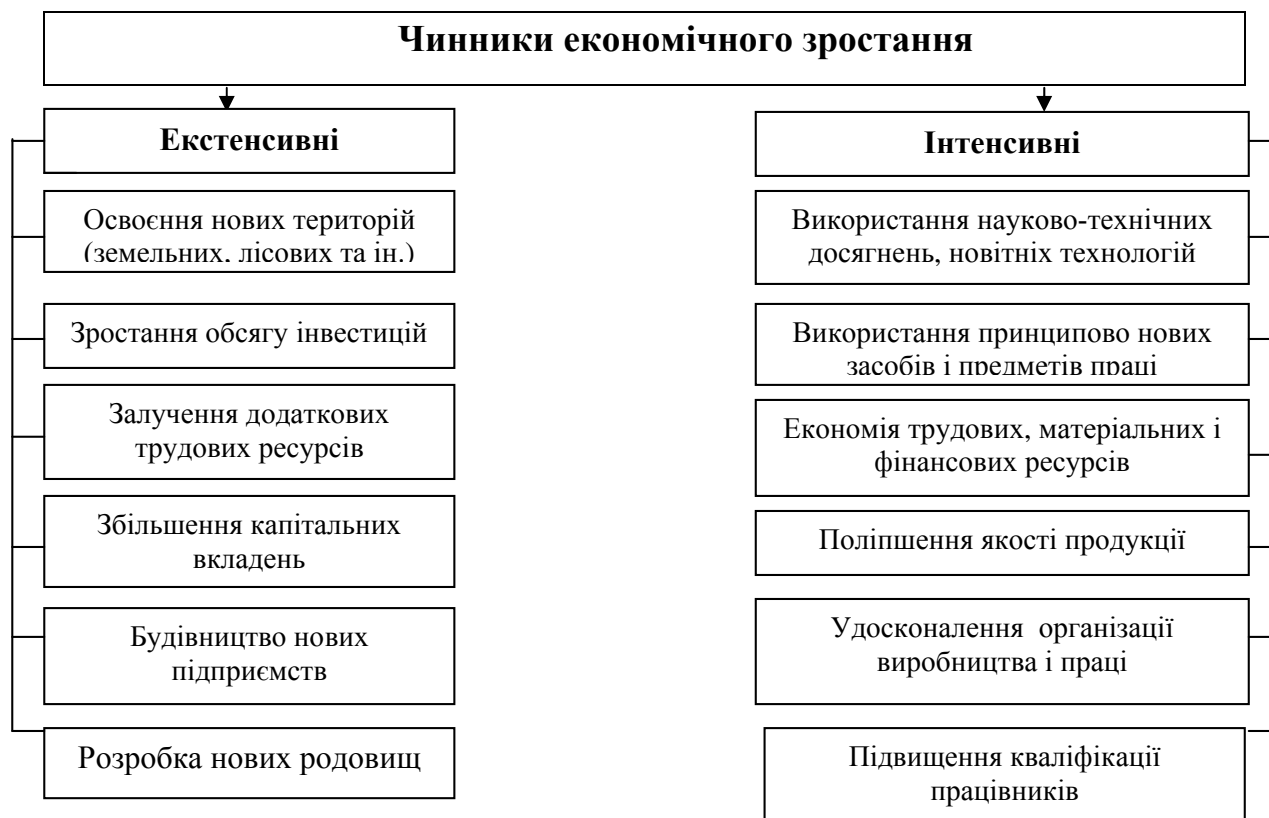 Чинники економічного зростання
Екстенсивні
Освоєння нових територій
(земельних, лісових та ін.)
Зростання обсягу інвестицій
Залучення додаткових
трудових ресурсів
Збільшення капітальних
вкладень
Будівництво нових
підприємств
Розробка нових родовищ
Інтенсивні
Використання науково-технічних
досягнень, новітніх технологій
Використання принципово нових
засобів і предметів праці
Економія трудових, матеріальних і
фінансових ресурсів
Поліпшення якості продукції
Удосконалення організації
виробництва і праці
Підвищення кваліфікації
працівників